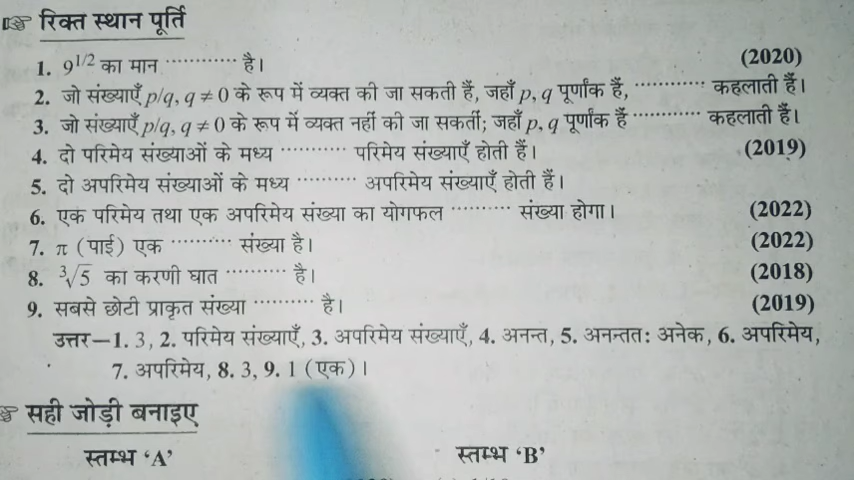 ☞ रिक्त स्थान पूर्ति
1. 9^1/2 का मान ············ है। (2020)
2. जो संख्याएँ p/q, q ≠ 0 के रूप में व्यक्त की जा सकती हैं, जहाँ p, q पूर्णांक हैं, ············ कहलाती हैं।
3. जो संख्याएँ p/q, q ≠ 0 के रूप में व्यक्त नहीं की जा सकतीं; जहाँ p, q पूर्णांक हैं ············ कहलाती हैं।
4. दो परिमेय संख्याओं के मध्य ··········· परिमेय संख्याएँ होती हैं। (2019)
5. दो अपरिमेय संख्याओं के मध्य ·········· अपरिमेय संख्याएँ होती हैं।
6. एक परिमेय तथा एक अपरिमेय संख्या का योगफल ·········· संख्या होगा। (2022)
7. π (पाई) एक ·········· संख्या है। (2022)
8. ∛5 का करणी घात ·········· है। (2018)
9. सबसे छोटी प्राकृत संख्या ·········· है। (2019)
उत्तर—1. 3, 2. परिमेय संख्याएँ, 3. अपरिमेय संख्याएँ, 4. अनन्त, 5. अनन्तत: अनेक, 6. अपरिमेय,
7. अपरिमेय, 8. 3, 9. 1 (एक)।
☞ सही जोड़ी बनाइए
स्तम्भ ‘A’ स्तम्भ ‘B’